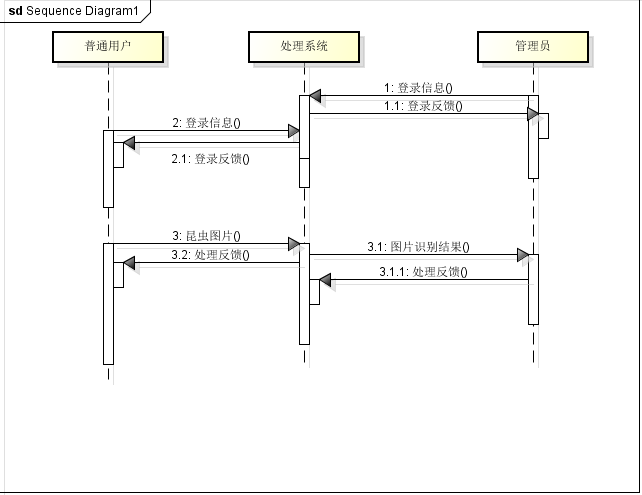 sd Sequence Diagram1
普通用户
处理系统
管理员
1: 登录信息()
1.1: 登录反馈()
2: 登录信息()
2.1: 登录反馈()
3: 昆虫图片()
3.1: 图片识别结果()
3.2: 处理反馈()
3.1.1: 处理反馈()